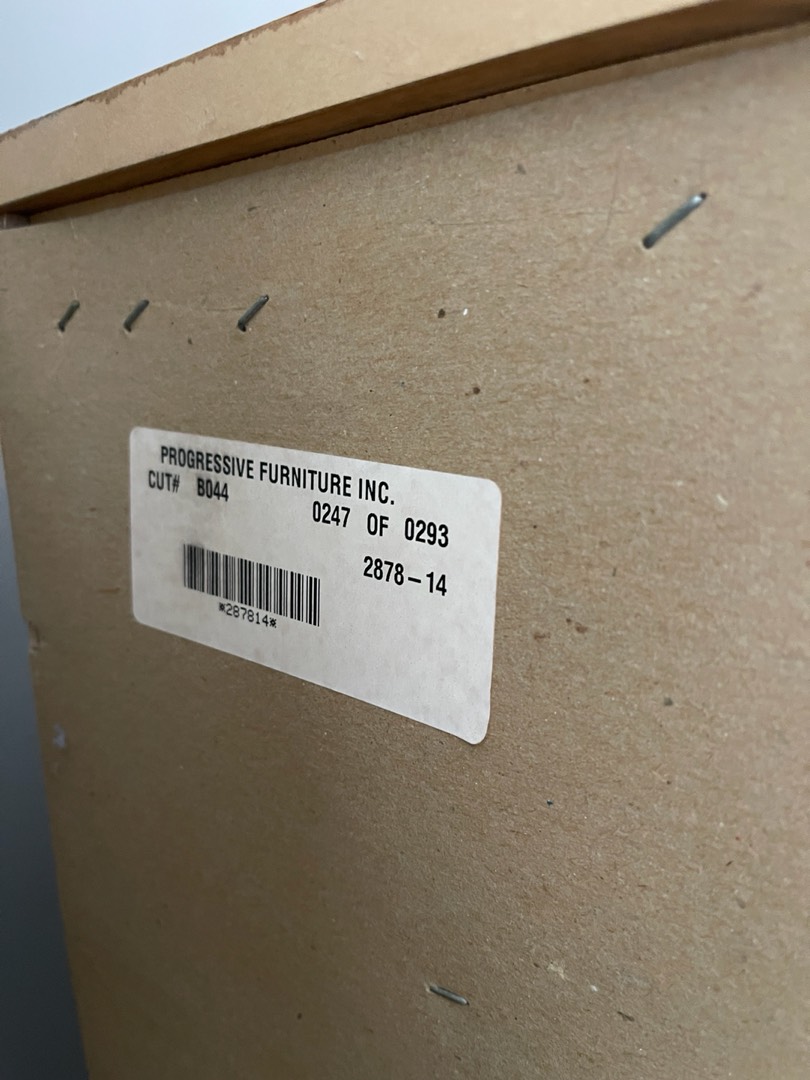 PROGRESSIVE FURNITURE INC.
CUT# B044
0247 OF 0293
2878-14
*287814*